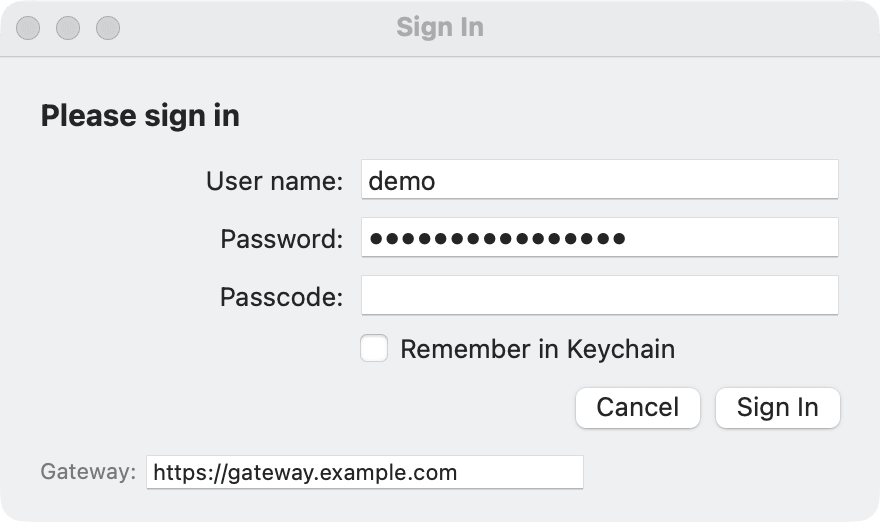 Sign In
Please sign in
User name: demo
Password: ••••••••••••••••
Passcode:
Remember in Keychain
Cancel Sign In
Gateway: https://gateway.example.com